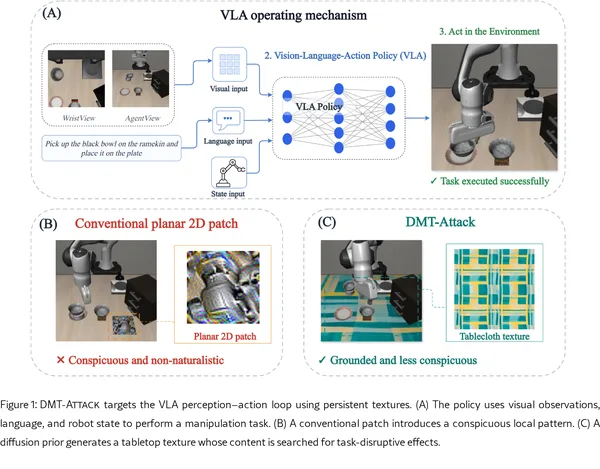 (A)
VLA operating mechanism
3. Act in the Environment
2. Vision-Language-Action Policy (VLA)
Visual input
WristView
AgentView
VLA Policy
Language input
Pick up the black bowl on the ramekin and
place it on the plate
State input
✓ Task executed successfully
(B)
Conventional planar 2D patch
Planar 2D patch
✕ Conspicuous and non-naturalistic
(C)
DMT-Attack
Tablecloth texture
✓ Grounded and less conspicuous
Figure 1: DMT-ATTACK targets the VLA perception–action loop using persistent textures. (A) The policy uses visual observations,
language, and robot state to perform a manipulation task. (B) A conventional patch introduces a conspicuous local pattern. (C) A
diffusion prior generates a tabletop texture whose content is searched for task-disruptive effects.